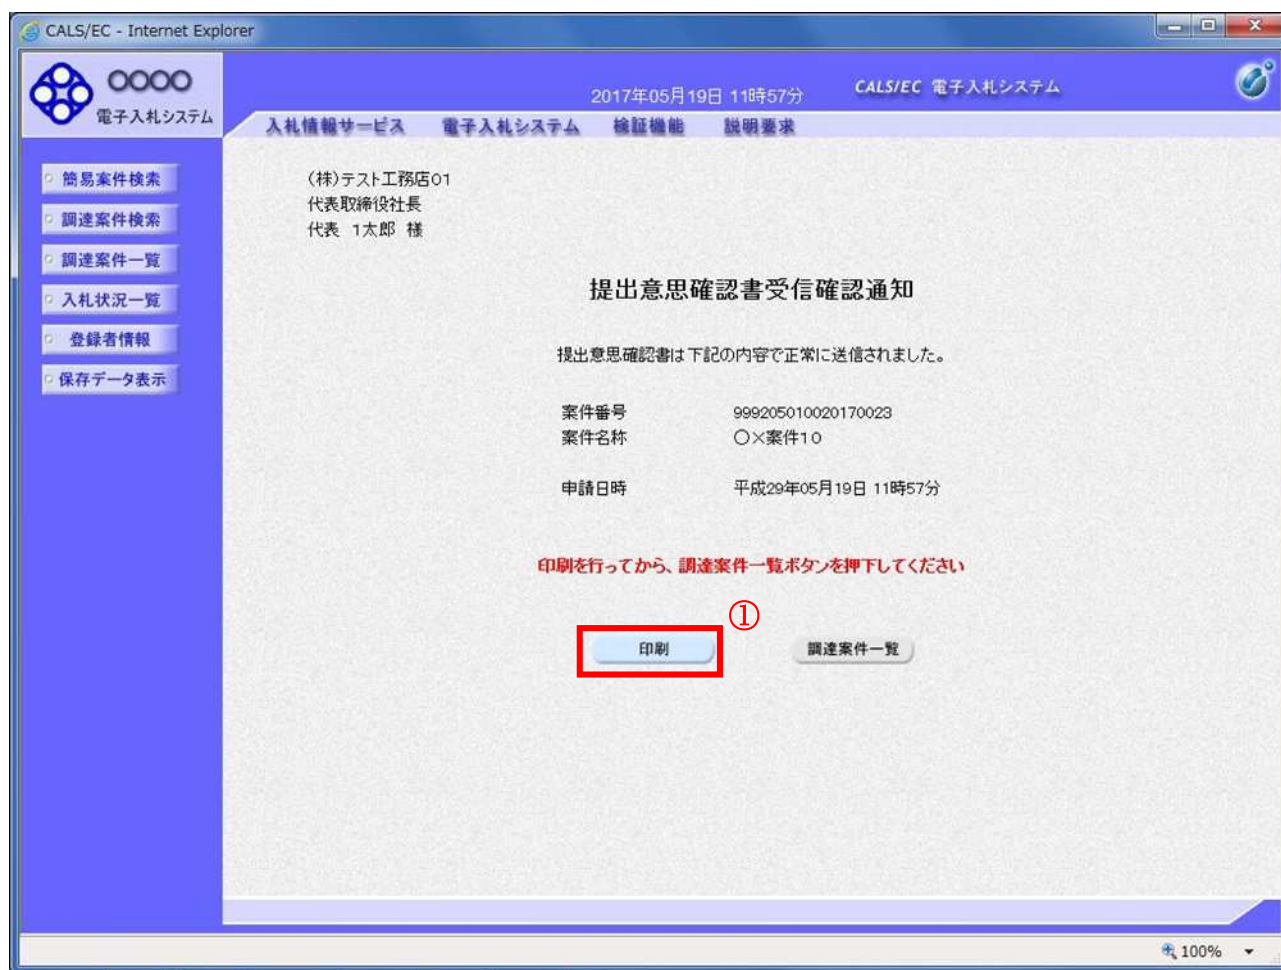 CALS/EC - Internet Explorer
OOOO
電子入札システム
2017年05月19日 11時57分
CALS/EC 電子入札システム
入札情報サービス 電子入札システム 検証機能 説明要求
簡易案件検索
調達案件検索
調達案件一覧
入札状況一覧
登録者情報
保存データ表示
(株)テスト工務店01
代表取締役社長
代表 1太郎 様
提出意思確認書受信確認通知
提出意思確認書は下記の内容で正常に送信されました。
案件番号 999205010020170023
案件名称 〇×案件10
申請日時 平成29年05月19日 11時57分
印刷を行ってから、調達案件一覧ボタンを押下してください
①
印刷 調達案件一覧
100%